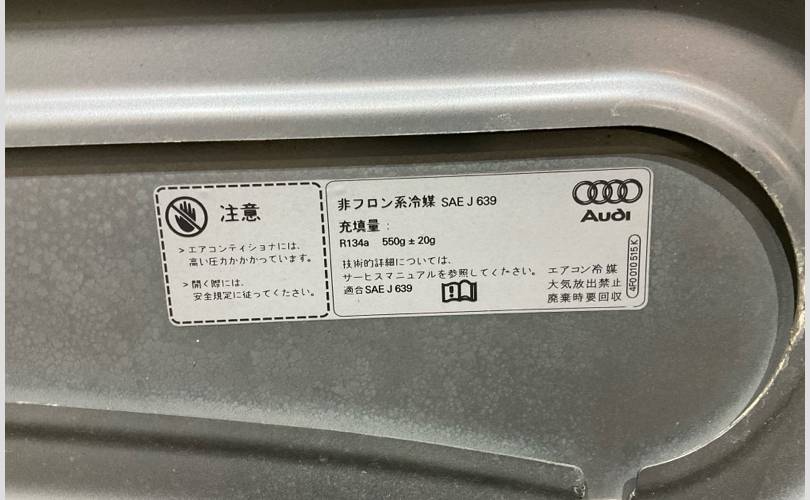 注意
> エアコンディショナには、
高い圧力がかかっています。
> 開く際には、
安全規定に従ってください。
非フロン系冷媒 SAE J 639
充填量 :
R134a 550g ± 20g
技術的詳細については、
サービスマニュアルを参照してください。
適合 SAE J 639
Audi
エアコン冷媒
大気放出禁止
廃棄時要回収
4F0 010 515 K